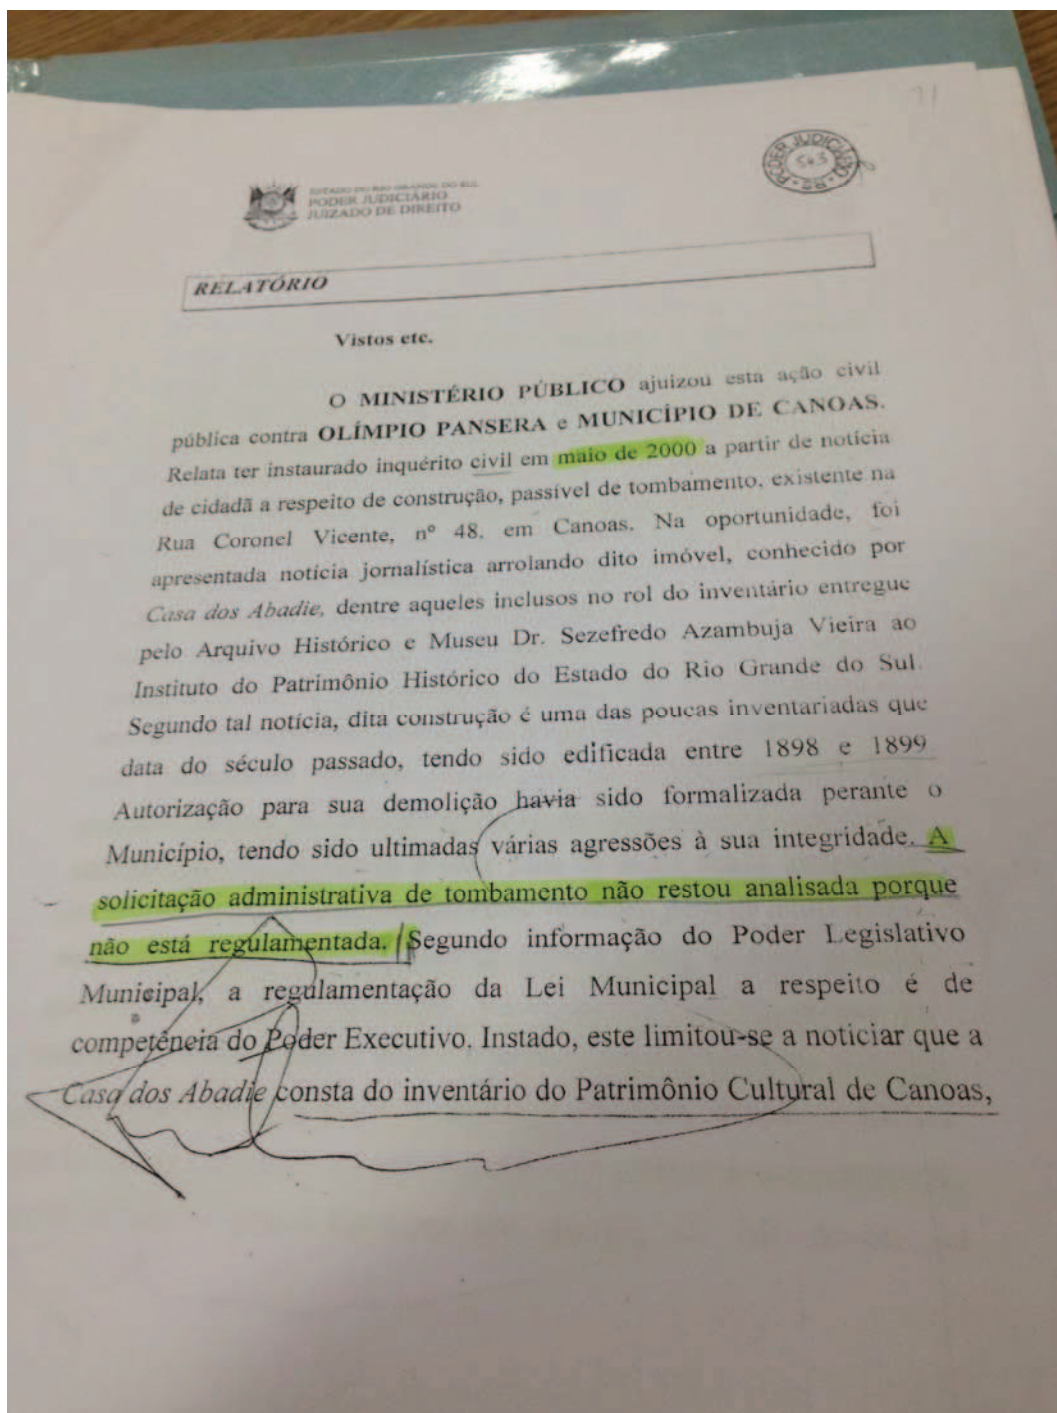 71
PODER JUDICIÁRIO
543
RS
ESTADO DO RIO GRANDE DO SUL
PODER JUDICIÁRIO
JUIZADO DE DIREITO
RELATÓRIO
Vistos etc.
O MINISTÉRIO PÚBLICO ajuizou esta ação civil
pública contra OLÍMPIO PANSERA e MUNICÍPIO DE CANOAS.
Relata ter instaurado inquérito civil em maio de 2000 a partir de notícia
de cidadã a respeito de construção, passível de tombamento, existente na
Rua Coronel Vicente, nº 48, em Canoas. Na oportunidade, foi
apresentada notícia jornalística arrolando dito imóvel, conhecido por
Casa dos Abadie, dentre aqueles inclusos no rol do inventário entregue
pelo Arquivo Histórico e Museu Dr. Sezefredo Azambuja Vieira ao
Instituto do Patrimônio Histórico do Estado do Rio Grande do Sul.
Segundo tal notícia, dita construção é uma das poucas inventariadas que
data do século passado, tendo sido edificada entre 1898 e 1899
Autorização para sua demolição havia sido formalizada perante o
Município, tendo sido ultimadas várias agressões à sua integridade. A
solicitação administrativa de tombamento não restou analisada porque
não está regulamentada. Segundo informação do Poder Legislativo
Municipal, a regulamentação da Lei Municipal a respeito é de
competência do Poder Executivo. Instado, este limitou-se a noticiar que a
Casa dos Abadie consta do inventário do Patrimônio Cultural de Canoas,